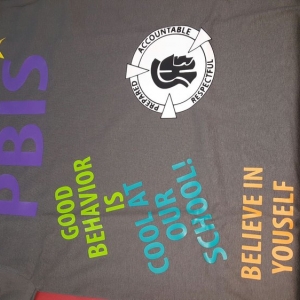 PBIS
ACCOUNTABLE
PREPARED
RESPECTFUL
GOOD
BEHAVIOR
IS
COOL AT
OUR
SCHOOL!
BELIEVE IN
YOUSELF